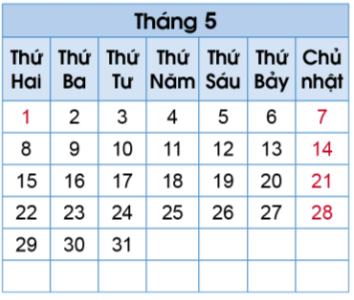 Tháng 5
Thứ Hai Thứ Ba Thứ Tư Thứ Năm Thứ Sáu Thứ Bảy Chủ nhật
1 2 3 4 5 6 7
8 9 10 11 12 13 14
15 16 17 18 19 20 21
22 23 24 25 26 27 28
29 30 31